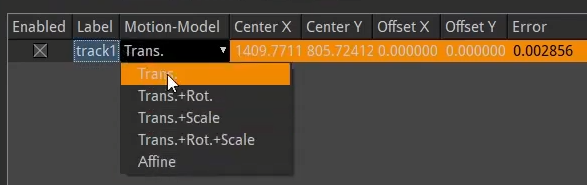 Enabled Label Motion-Model Center X Center Y Offset X Offset Y Error
track1 Trans. 1409.7711 805.72412 0.000000 0.000000 0.002856
Trans.
Trans.+Rot.
Trans.+Scale
Trans.+Rot.+Scale
Affine